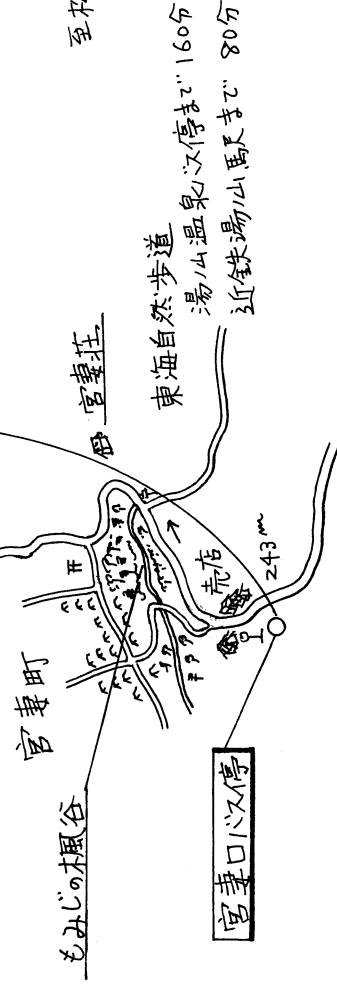 至
宮妻荘
東海自然歩道
湯ノ山温泉バス停まで 160分
近鉄湯ノ山駅まで 80分
宮妻町
売店
243m
もみじの楓谷
宮妻口バス停